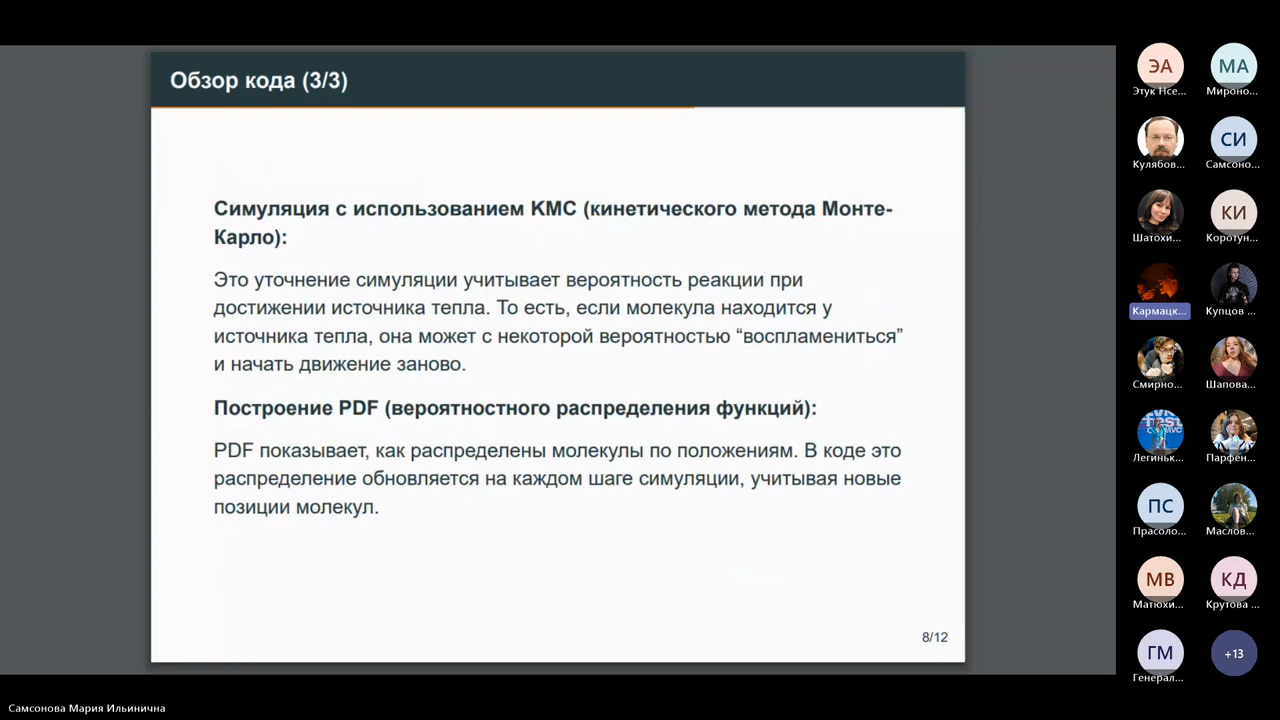 Обзор кода (3/3)
Симуляция с использованием KMC (кинетического метода Монте-
Карло):
Это уточнение симуляции учитывает вероятность реакции при
достижении источника тепла. То есть, если молекула находится у
источника тепла, она может с некоторой вероятностью “воспламениться”
и начать движение заново.
Построение PDF (вероятностного распределения функций):
PDF показывает, как распределены молекулы по положениям. В коде это
распределение обновляется на каждом шаге симуляции, учитывая новые
позиции молекул.
8/12
ЭА
МА
Этук Нсе...
Мироно...
СИ
Кулябов...
Самсоно...
КИ
Шатохи...
Коротун...
Кармацк...
Купцов ...
Смирно...
Шапова...
Легиньк...
Парфен...
ПС
Прасоло...
Маслов...
МВ
КД
Матюхи...
Крутова ...
ГМ
+13
Генерал...
Самсонова Мария Ильинична